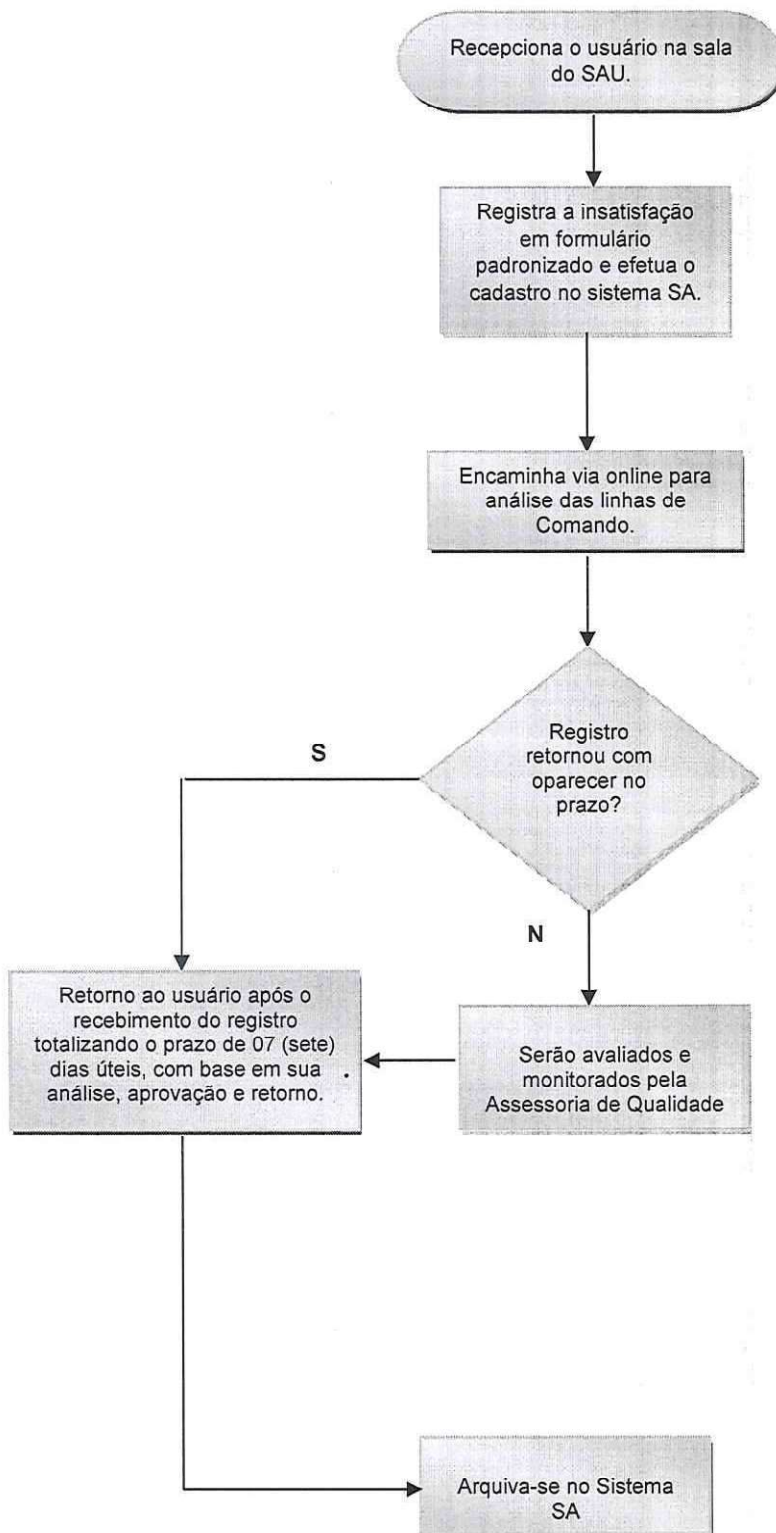 Recepciona o usuário na sala
do SAU.
Registra a insatisfação
em formulário
padronizado e efetua o
cadastro no sistema SA.
Encaminha via online para
análise das linhas de
Comando.
Registro
retornou com
oparecer no
prazo?
S
N
Retorno ao usuário após o
recebimento do registro
totalizando o prazo de 07 (sete)
dias úteis, com base em sua
análise, aprovação e retorno.
.
Serão avaliados e
monitorados pela
Assessoria de Qualidade
Arquiva-se no Sistema
SA